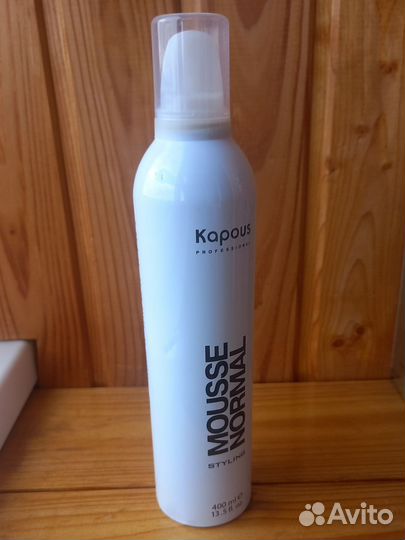 Kapous
PROFESSIONAL
MOUSSE
NORMAL
STYLING
400 ml e
13.5 fl. oz
Avito